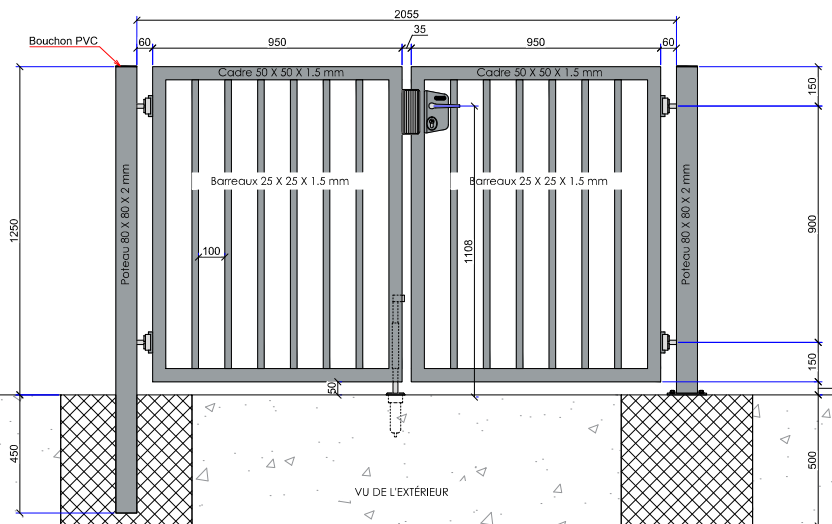 2055
Bouchon PVC
60
950
35
950
60
Cadre 50 X 50 X 1.5 mm
Cadre 50 X 50 X 1.5 mm
150
Barreaux 25 X 25 X 1.5 mm
Barreaux 25 X 25 X 1.5 mm
Poteau 80 X 80 X 2 mm
Poteau 80 X 80 X 2 mm
1250
100
1108
900
150
50
450
500
VU DE L'EXTÉRIEUR